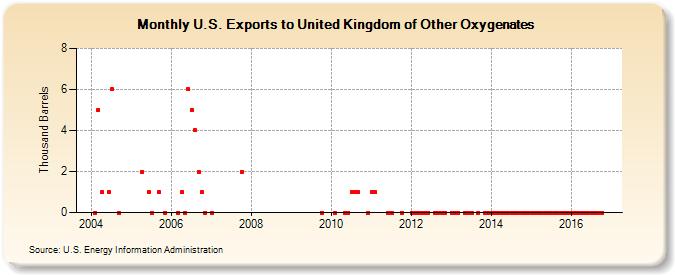 Monthly U.S. Exports to United Kingdom of Other Oxygenates
Thousand Barrels
8
6
4
2
0
2004 2006 2008 2010 2012 2014 2016
Source: U.S. Energy Information Administration